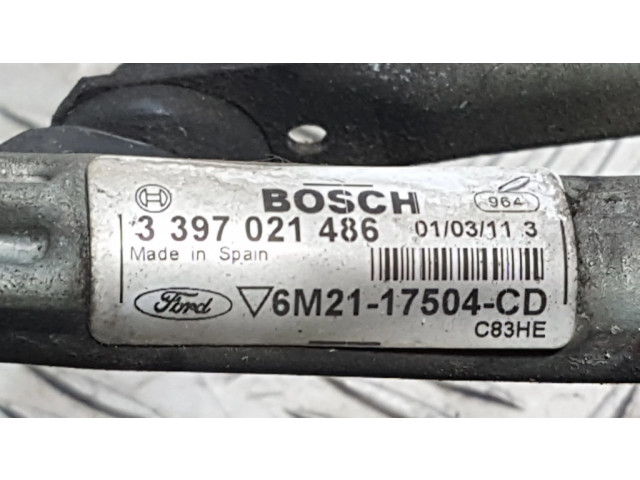 BOSCH 964
3 397 021 486 01/03/11 3
Made in Spain
Ford 6M21-17504-CD
C83HE